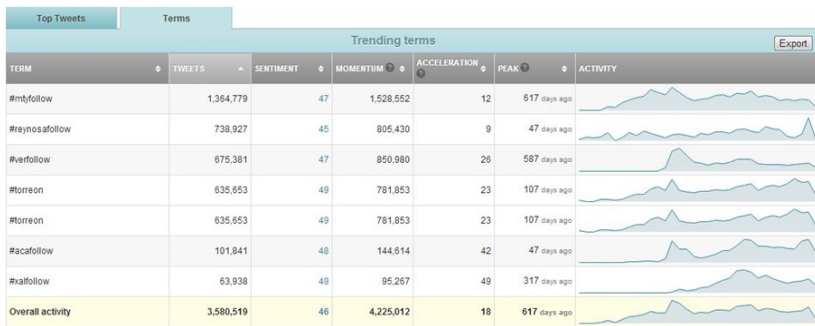 Top Tweets Terms
Trending terms Export
TERM TWEETS SENTIMENT MOMENTUM ACCELERATION PEAK ACTIVITY
#mtyfollow 1,364,779 47 1,528,552 12 617 days ago
#reynosafollow 738,927 45 805,430 9 47 days ago
#verfollow 675,381 47 850,980 26 587 days ago
#torreon 635,653 49 781,853 23 107 days ago
#torreon 635,653 49 781,853 23 107 days ago
#acafollow 101,841 48 144,614 42 47 days ago
#xalfollow 63,938 49 95,267 49 317 days ago
Overall activity 3,580,519 46 4,225,012 18 617 days ago